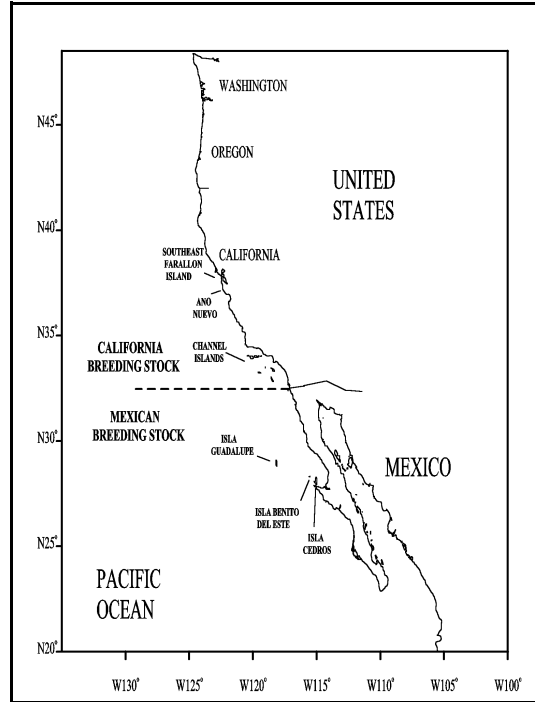 WASHINGTON
N45°
OREGON
UNITED
STATES
N40°
SOUTHEAST
FARALLON
ISLAND
CALIFORNIA
ANO
NUEVO
N35°
CALIFORNIA
BREEDING STOCK
CHANNEL
ISLANDS
MEXICAN
BREEDING STOCK
N30°
ISLA
GUADALUPE
MEXICO
ISLA BENITO
DEL ESTE
ISLA
CEDROS
N25°
PACIFIC
OCEAN
N20°
W130° W125° W120° W115° W110° W105° W100°